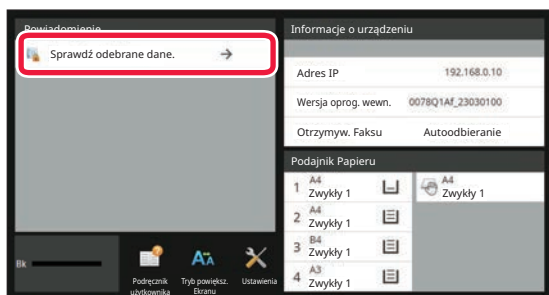 Powiadomienie
Sprawdź odebrane dane.
Informacje o urządzeniu
Adres IP 192.168.0.10
Wersja oprog. wewn. 0078Q1Af_23030100
Otrzymyw. Faksu Autoodbieranie
Podajnik Papieru
1 A4
Zwykły 1
A4
Zwykły 1
2 A4
Zwykły 1
3 B4
Zwykły 1
4 A3
Zwykły 1
Bk
Podręcznik
użytkownika
Tryb powiększ.
Ekranu
Ustawienia